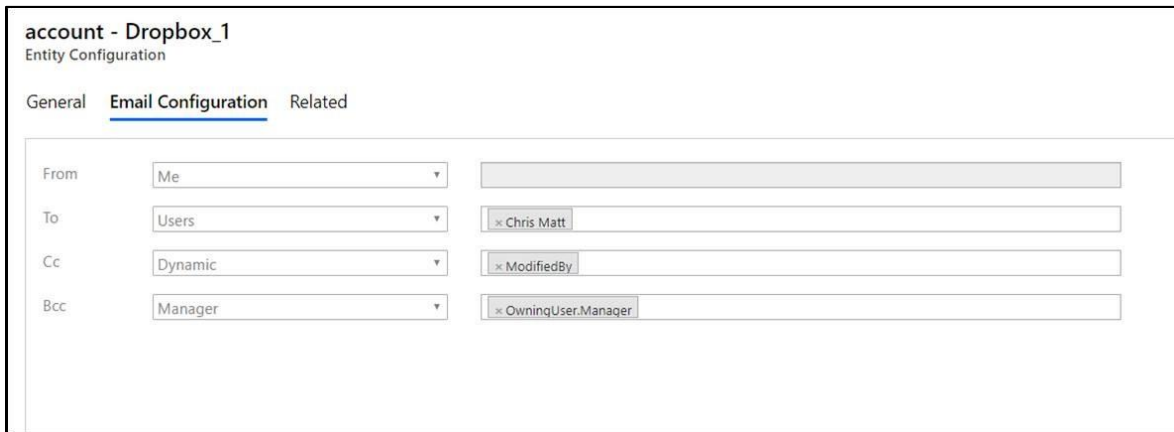 account - Dropbox_1
Entity Configuration
General Email Configuration Related
From Me
To Users × Chris Matt
Cc Dynamic × ModifiedBy
Bcc Manager × OwningUser.Manager